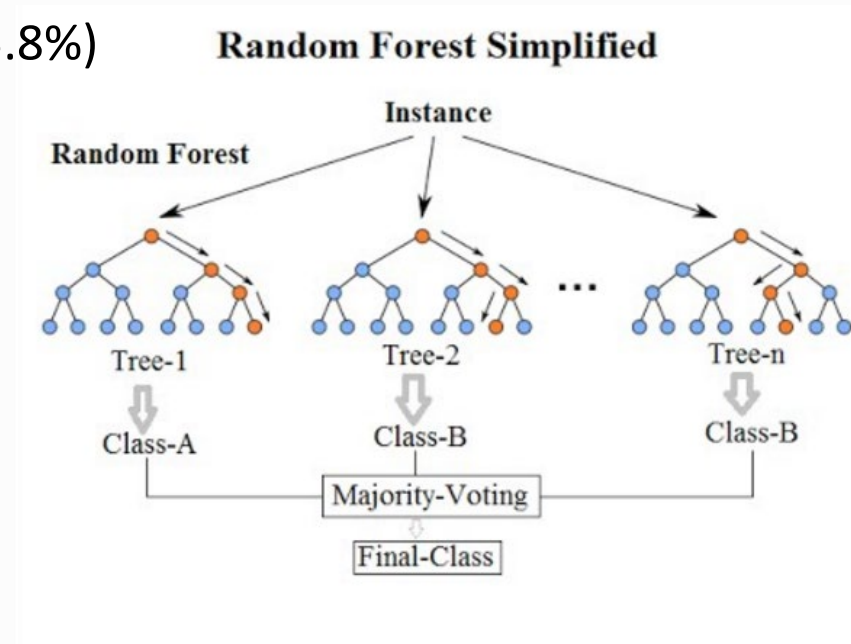 .8%)
Random Forest Simplified
Instance
Random Forest
...
Tree-1
Tree-2
Tree-n
Class-A
Class-B
Class-B
Majority-Voting
Final-Class